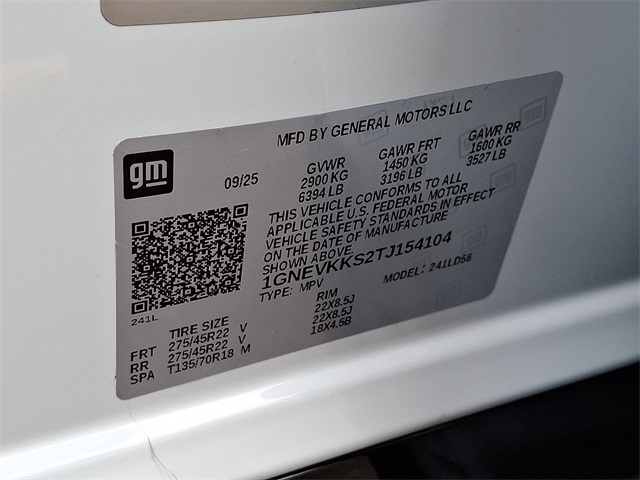 MFD BY GENERAL MOTORS LLC
gm
09/25 GVWR GAWR FRT GAWR RR
2900 KG 1450 KG 1600 KG
6394 LB 3196 LB 3527 LB
THIS VEHICLE CONFORMS TO ALL
APPLICABLE U.S. FEDERAL MOTOR
VEHICLE SAFETY STANDARDS IN EFFECT
ON THE DATE OF MANUFACTURE
SHOWN ABOVE.
1GNEVKKS2TJ154104
TYPE: MPV MODEL: 241LD56
241L
TIRE SIZE RIM
FRT 275/45R22 V 22X8.5J
RR 275/45R22 V 22X8.5J
SPA T135/70R18 M 18X4.5B